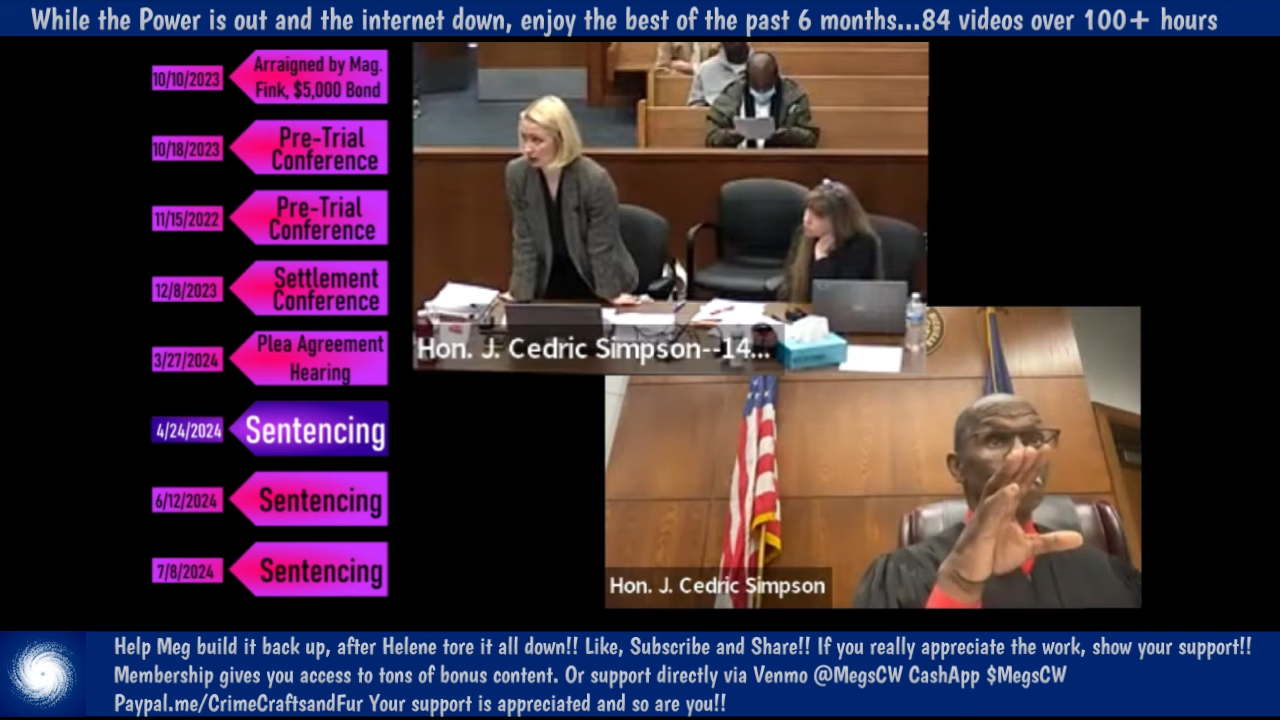 While the Power is out and the internet down, enjoy the best of the past 6 months...84 videos over 100+ hours
10/10/2023
Arraigned by Mag.
Fink, $5,000 Bond
10/18/2023
Pre-Trial
Conference
11/15/2022
Pre-Trial
Conference
12/8/2023
Settlement
Conference
3/27/2024
Plea Agreement
Hearing
4/24/2024
Sentencing
6/12/2024
Sentencing
7/8/2024
Sentencing
Hon. J. Cedric Simpson--14...
Hon. J. Cedric Simpson
Help Meg build it back up, after Helene tore it all down!! Like, Subscribe and Share!! If you really appreciate the work, show your support!!
Membership gives you access to tons of bonus content. Or support directly via Venmo @MegsCW CashApp $MegsCW
Paypal.me/CrimeCraftsandFur Your support is appreciated and so are you!!